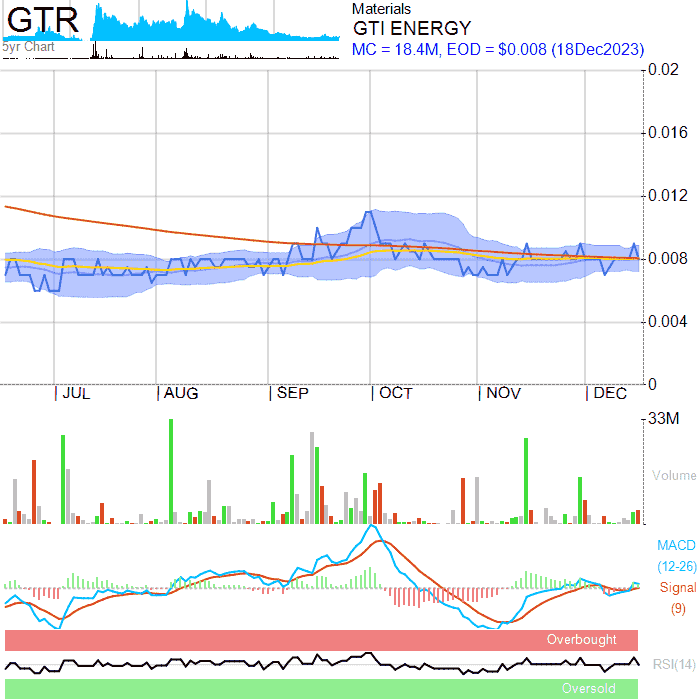 GTR
5yr Chart
Materials
GTI ENERGY
MC = 18.4M, EOD = $0.008 (18Dec2023)
0.02
0.016
0.012
0.008
0.004
0
JUL AUG SEP OCT NOV DEC
33M
Volume
MACD
(12-26)
Signal
(9)
Overbought
RSI(14)
Oversold